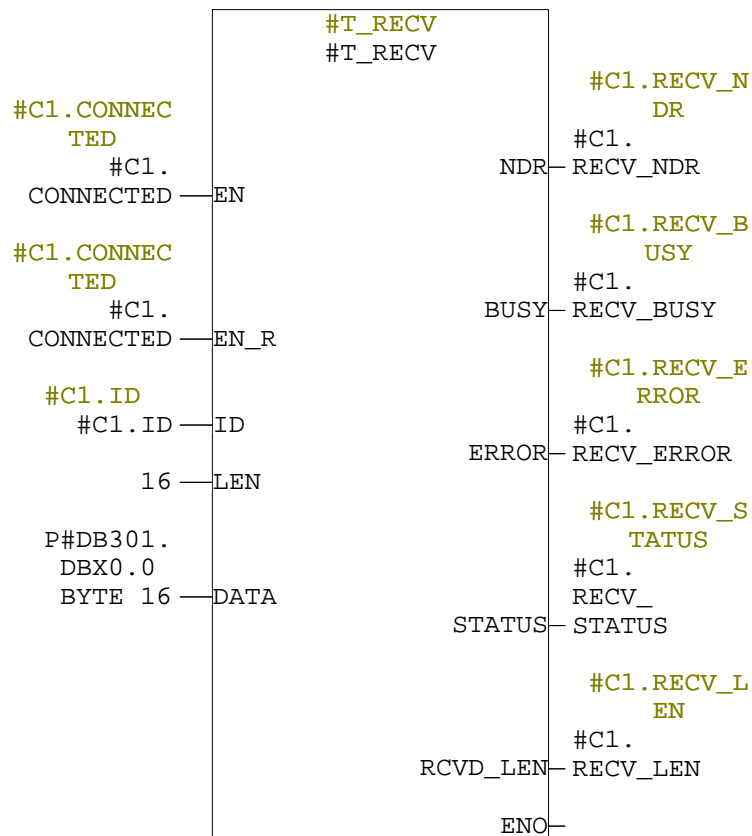 #T_RECV
#T_RECV
#C1.CONNEC
TED
#C1.
CONNECTED
EN
#C1.CONNEC
TED
#C1.
CONNECTED
EN_R
#C1.ID
#C1.ID
ID
16
LEN
P#DB301.
DBX0.0
BYTE 16
DATA
#C1.RECV_N
DR
#C1.
NDR
RECV_NDR
#C1.RECV_B
USY
#C1.
BUSY
RECV_BUSY
#C1.RECV_E
RROR
#C1.
ERROR
RECV_ERROR
#C1.RECV_S
TATUS
#C1.
RECV_
STATUS
STATUS
#C1.RECV_L
EN
#C1.
RCVD_LEN
RECV_LEN
ENO